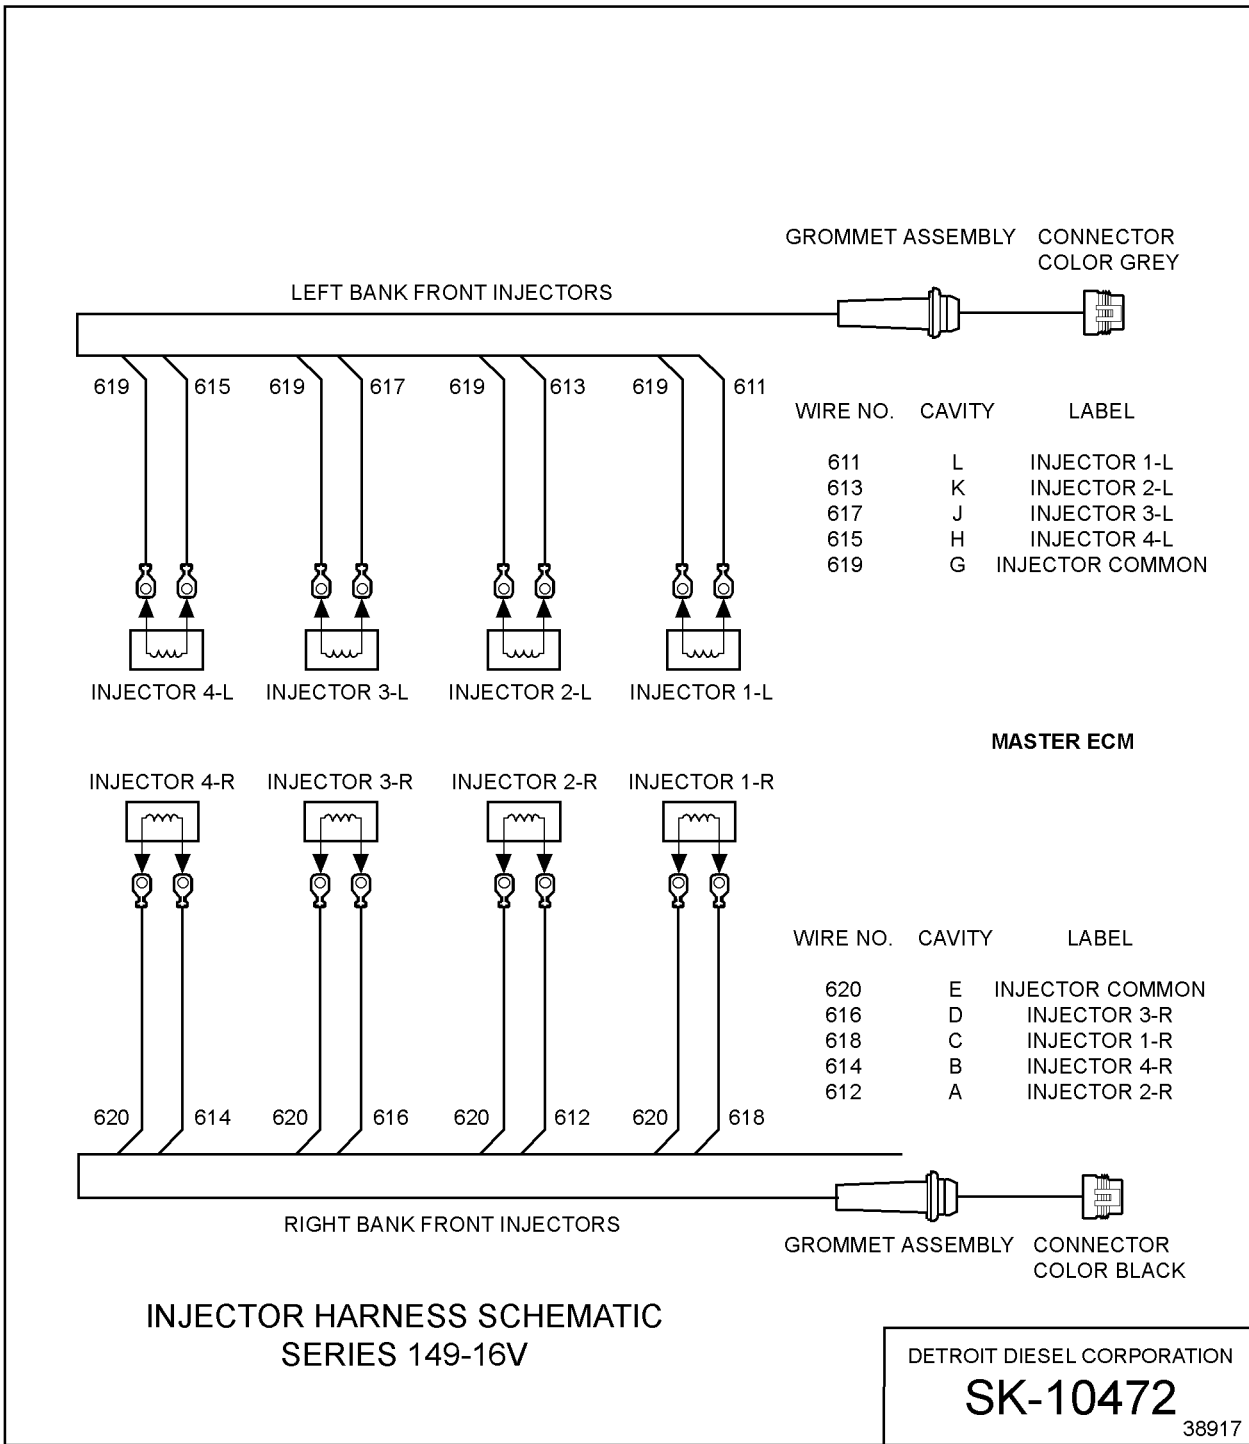 GROMMET ASSEMBLY CONNECTOR
COLOR GREY
LEFT BANK FRONT INJECTORS
619 615 619 617 619 613 619 611
WIRE NO. CAVITY LABEL
611 L INJECTOR 1-L
613 K INJECTOR 2-L
617 J INJECTOR 3-L
615 H INJECTOR 4-L
619 G INJECTOR COMMON
INJECTOR 4-L INJECTOR 3-L INJECTOR 2-L INJECTOR 1-L
MASTER ECM
INJECTOR 4-R INJECTOR 3-R INJECTOR 2-R INJECTOR 1-R
WIRE NO. CAVITY LABEL
620 E INJECTOR COMMON
616 D INJECTOR 3-R
618 C INJECTOR 1-R
614 B INJECTOR 4-R
612 A INJECTOR 2-R
620 614 620 616 620 612 620 618
RIGHT BANK FRONT INJECTORS
GROMMET ASSEMBLY CONNECTOR
COLOR BLACK
INJECTOR HARNESS SCHEMATIC
SERIES 149-16V
DETROIT DIESEL CORPORATION
SK-10472
38917